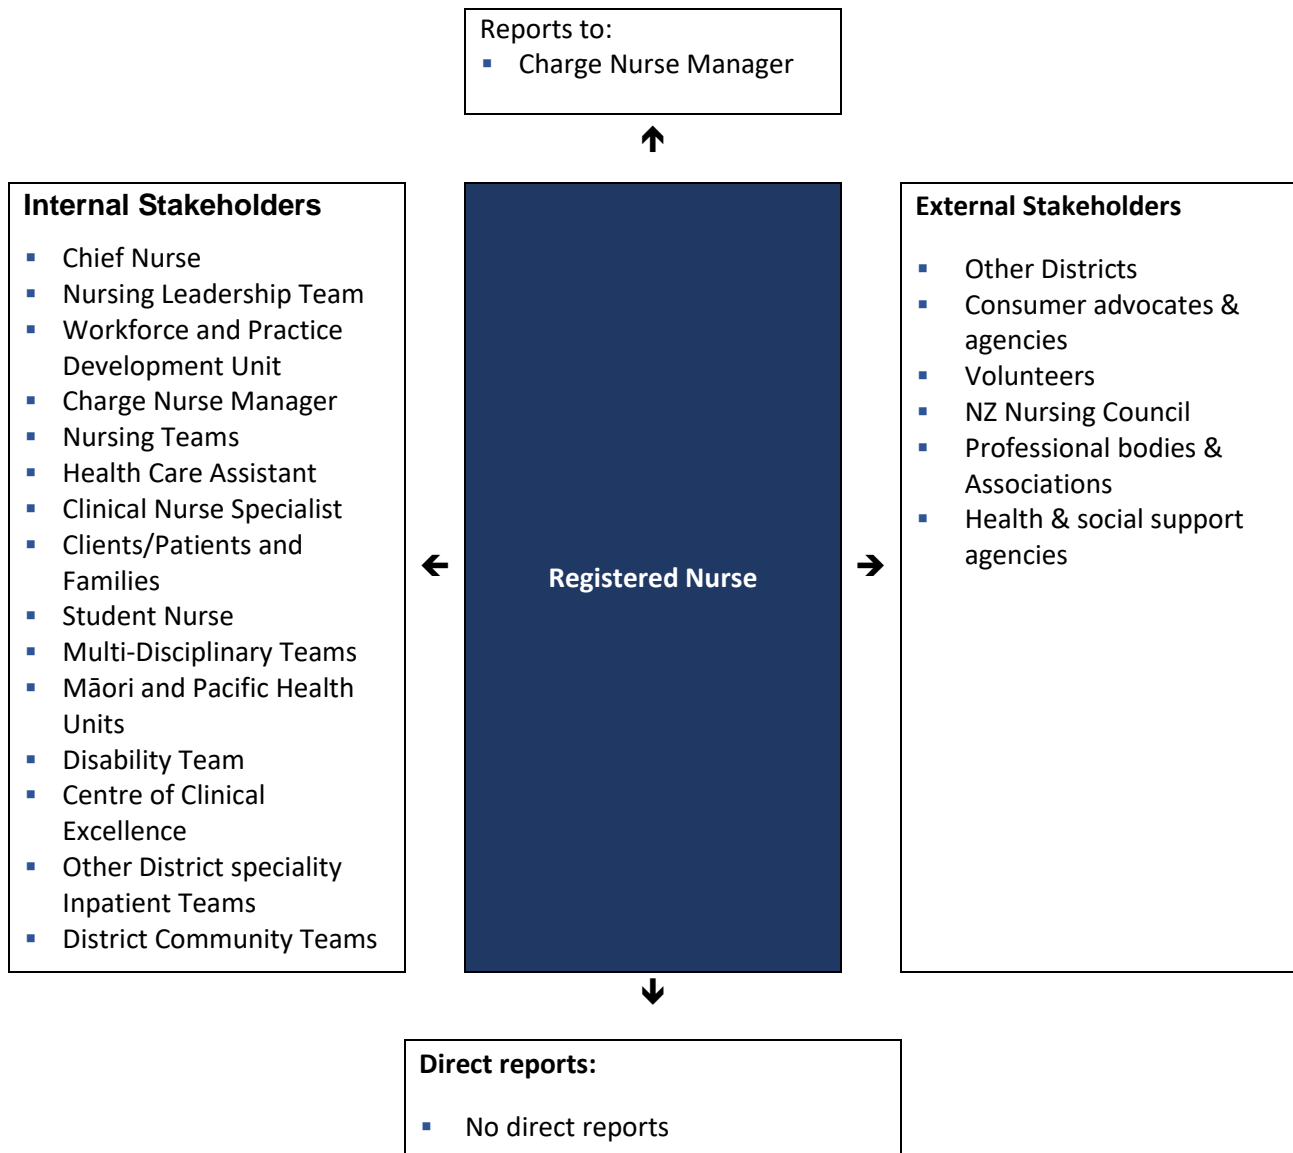 Reports to:
▪ Charge Nurse Manager
↑
Internal Stakeholders
▪ Chief Nurse
▪ Nursing Leadership Team
▪ Workforce and Practice
Development Unit
▪ Charge Nurse Manager
▪ Nursing Teams
▪ Health Care Assistant
▪ Clinical Nurse Specialist
▪ Clients/Patients and
Families
▪ Student Nurse
▪ Multi-Disciplinary Teams
▪ Māori and Pacific Health
Units
▪ Disability Team
▪ Centre of Clinical
Excellence
▪ Other District speciality
Inpatient Teams
▪ District Community Teams
←
Registered Nurse
→
External Stakeholders
▪ Other Districts
▪ Consumer advocates &
agencies
▪ Volunteers
▪ NZ Nursing Council
▪ Professional bodies &
Associations
▪ Health & social support
agencies
↓
Direct reports:
▪ No direct reports